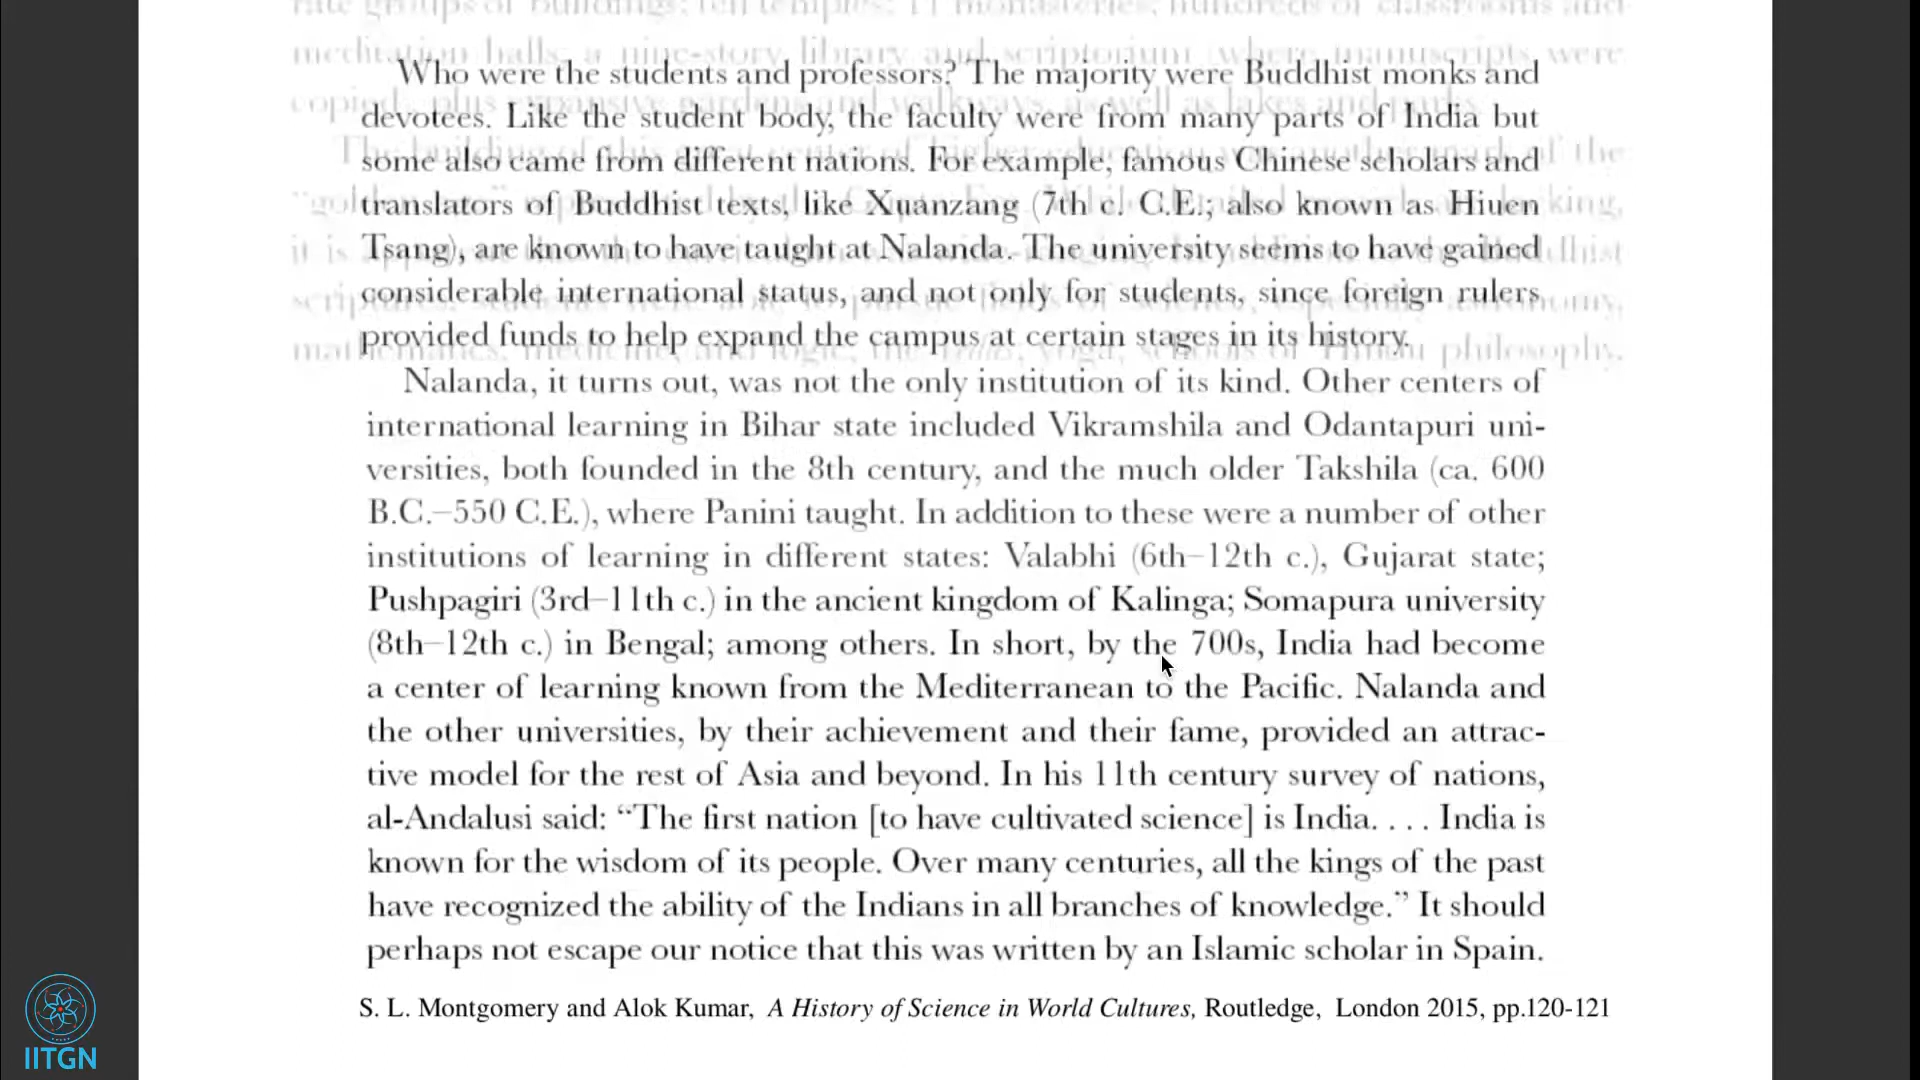 Who were the students and professors? The majority were Buddhist monks and
devotees. Like the student body, the faculty were from many parts of India but
some also came from different nations. For example, famous Chinese scholars and
translators of Buddhist texts, like Xuanzang (7th c. C.E.; also known as Hiuen
Tsang), are known to have taught at Nalanda. The university seems to have gained
considerable international status, and not only for students, since foreign rulers
provided funds to help expand the campus at certain stages in its history.
Nalanda, it turns out, was not the only institution of its kind. Other centers of
international learning in Bihar state included Vikramshila and Odantapuri uni-
versities, both founded in the 8th century, and the much older Takshila (ca. 600
B.C.–550 C.E.), where Panini taught. In addition to these were a number of other
institutions of learning in different states: Valabhi (6th–12th c.), Gujarat state;
Pushpagiri (3rd–11th c.) in the ancient kingdom of Kalinga; Somapura university
(8th–12th c.) in Bengal; among others. In short, by the 700s, India had become
a center of learning known from the Mediterranean to the Pacific. Nalanda and
the other universities, by their achievement and their fame, provided an attrac-
tive model for the rest of Asia and beyond. In his 11th century survey of nations,
al-Andalusi said: “The first nation [to have cultivated science] is India. . . . India is
known for the wisdom of its people. Over many centuries, all the kings of the past
have recognized the ability of the Indians in all branches of knowledge.” It should
perhaps not escape our notice that this was written by an Islamic scholar in Spain.
S. L. Montgomery and Alok Kumar, A History of Science in World Cultures, Routledge, London 2015, pp.120-121
IITGN